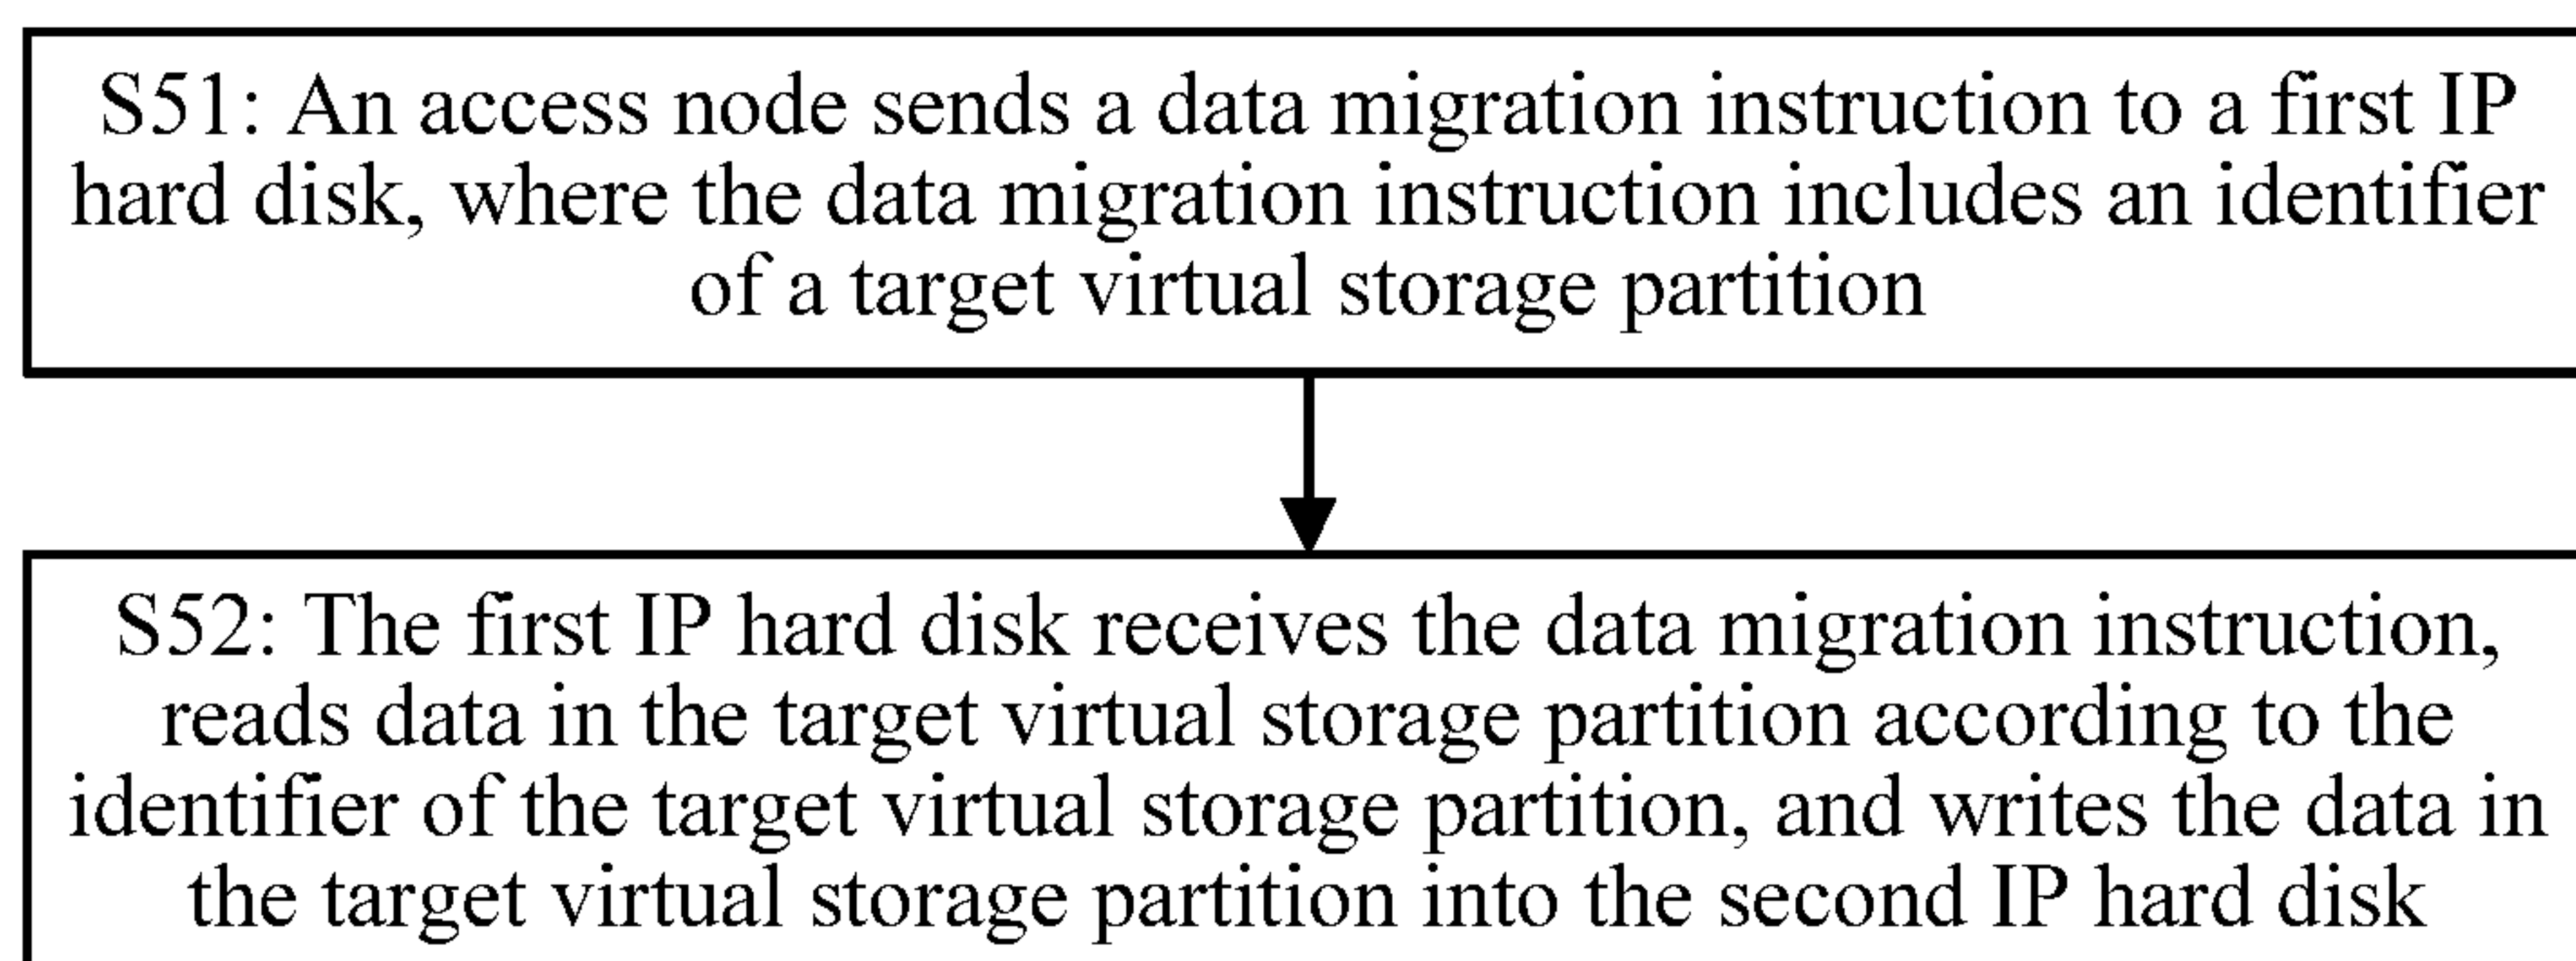 S51: An access node sends a data migration instruction to a first IP
hard disk, where the data migration instruction includes an identifier
of a target virtual storage partition
S52: The first IP hard disk receives the data migration instruction,
reads data in the target virtual storage partition according to the
identifier of the target virtual storage partition, and writes the data in
the target virtual storage partition into the second IP hard disk